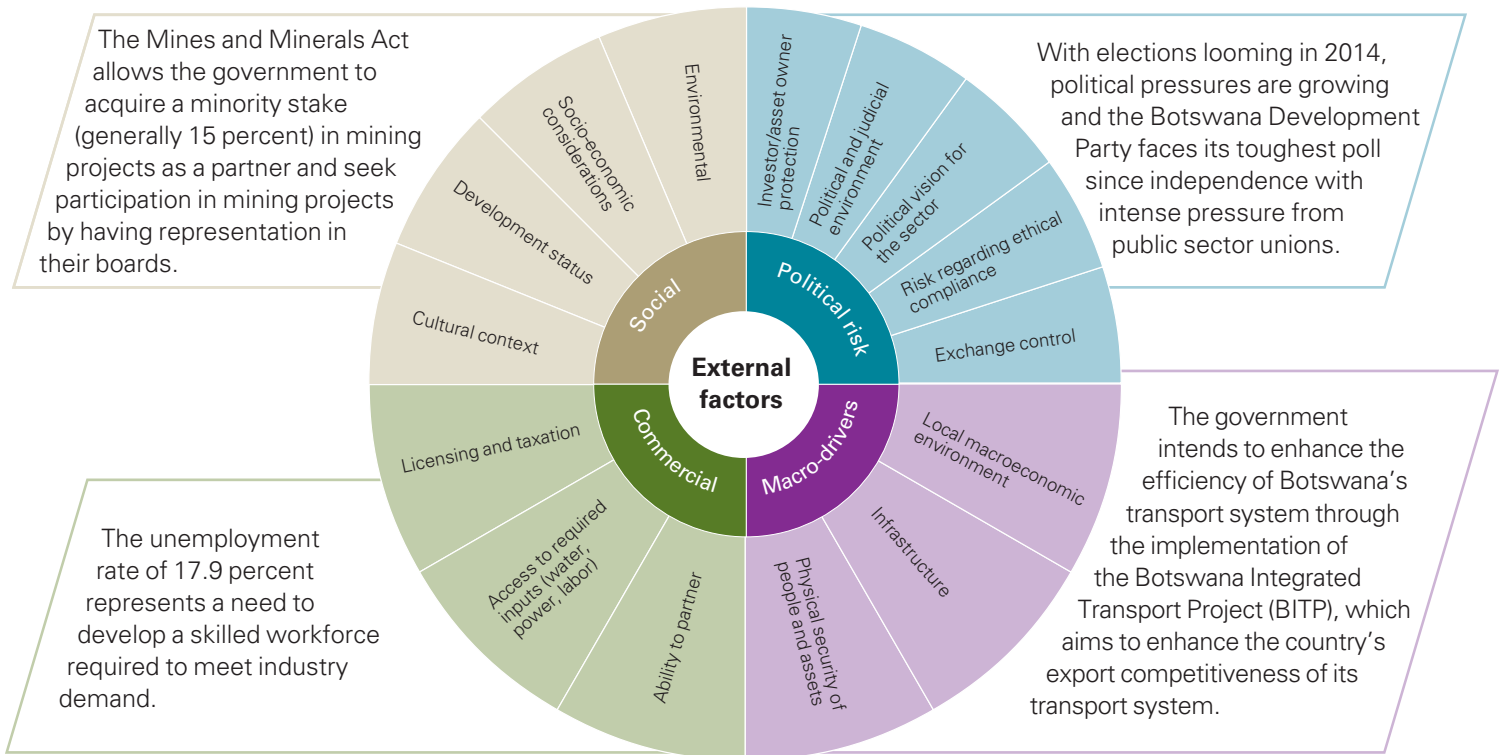 The Mines and Minerals Act
allows the government to
acquire a minority stake
(generally 15 percent) in mining
projects as a partner and seek
participation in mining projects
by having representation in
their boards.
With elections looming in 2014,
political pressures are growing
and the Botswana Development
Party faces its toughest poll
since independence with
intense pressure from
public sector unions.
The unemployment
rate of 17.9 percent
represents a need to
develop a skilled workforce
required to meet industry
demand.
The government
intends to enhance the
efficiency of Botswana's
transport system through
the implementation of
the Botswana Integrated
Transport Project (BITP), which
aims to enhance the country's
export competitiveness of its
transport system.
External
factors
Social
Cultural context
Development status
Socio-economic
considerations
Environmental
Political risk
Investor/asset owner
protection
Political and judicial
environment
Political vision for
the sector
Risk regarding ethical
compliance
Exchange control
Macro-drivers
Local macroeconomic
environment
Infrastructure
Physical security of
people and assets
Commercial
Ability to partner
Access to required
inputs (water,
power, labor)
Licensing and taxation